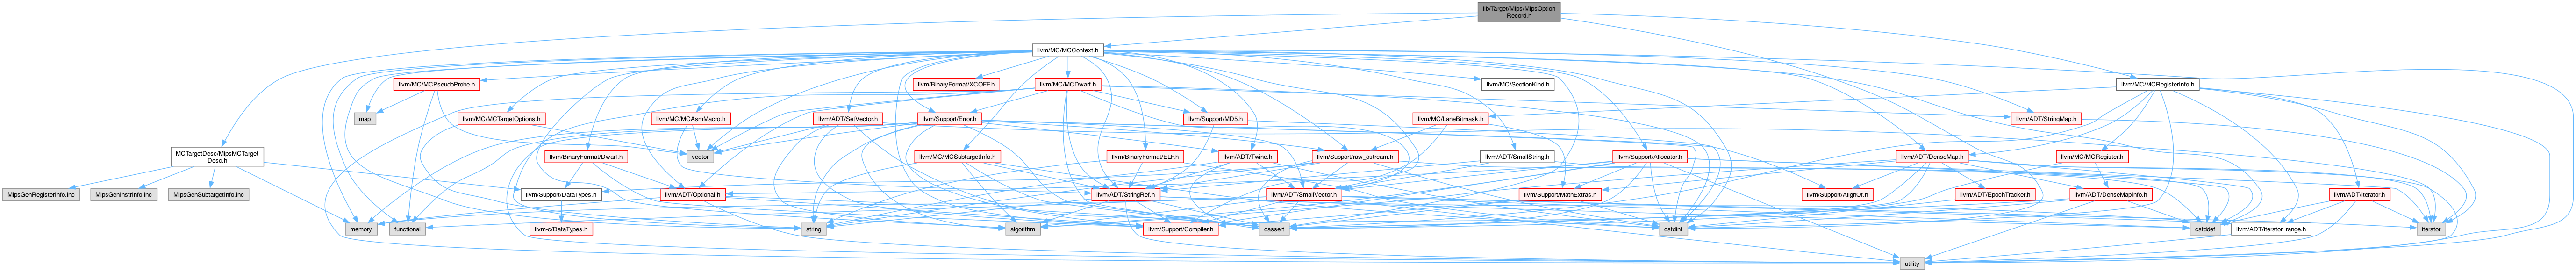 lib/Target/Mips/MipsOption
Record.h
llvm/MC/MCContext.h
llvm/MC/MCPseudoProbe.h
llvm/BinaryFormat/XCOFF.h
llvm/MC/MCDwarf.h
llvm/MC/SectionKind.h
llvm/MC/MCRegisterInfo.h
map
llvm/MC/MCTargetOptions.h
llvm/MC/MCAsmMacro.h
llvm/ADT/SetVector.h
llvm/Support/Error.h
llvm/Support/MD5.h
llvm/MC/LaneBitmask.h
llvm/ADT/StringMap.h
MCTargetDesc/MipsMCTarget
Desc.h
vector
llvm/BinaryFormat/Dwarf.h
llvm/MC/MCSubtargetInfo.h
llvm/BinaryFormat/ELF.h
llvm/ADT/Twine.h
llvm/Support/raw_ostream.h
llvm/ADT/SmallString.h
llvm/Support/Allocator.h
llvm/ADT/DenseMap.h
llvm/MC/MCRegister.h
MipsGenRegisterInfo.inc
MipsGenInstrInfo.inc
MipsGenSubtargetInfo.inc
llvm/Support/DataTypes.h
llvm/ADT/Optional.h
llvm/ADT/StringRef.h
llvm/ADT/SmallVector.h
llvm/Support/MathExtras.h
llvm/Support/AlignOf.h
llvm/ADT/EpochTracker.h
llvm/ADT/DenseMapInfo.h
llvm/ADT/iterator.h
memory
functional
llvm-c/DataTypes.h
string
algorithm
llvm/Support/Compiler.h
cassert
cstdint
cstddef
llvm/ADT/iterator_range.h
iterator
utility